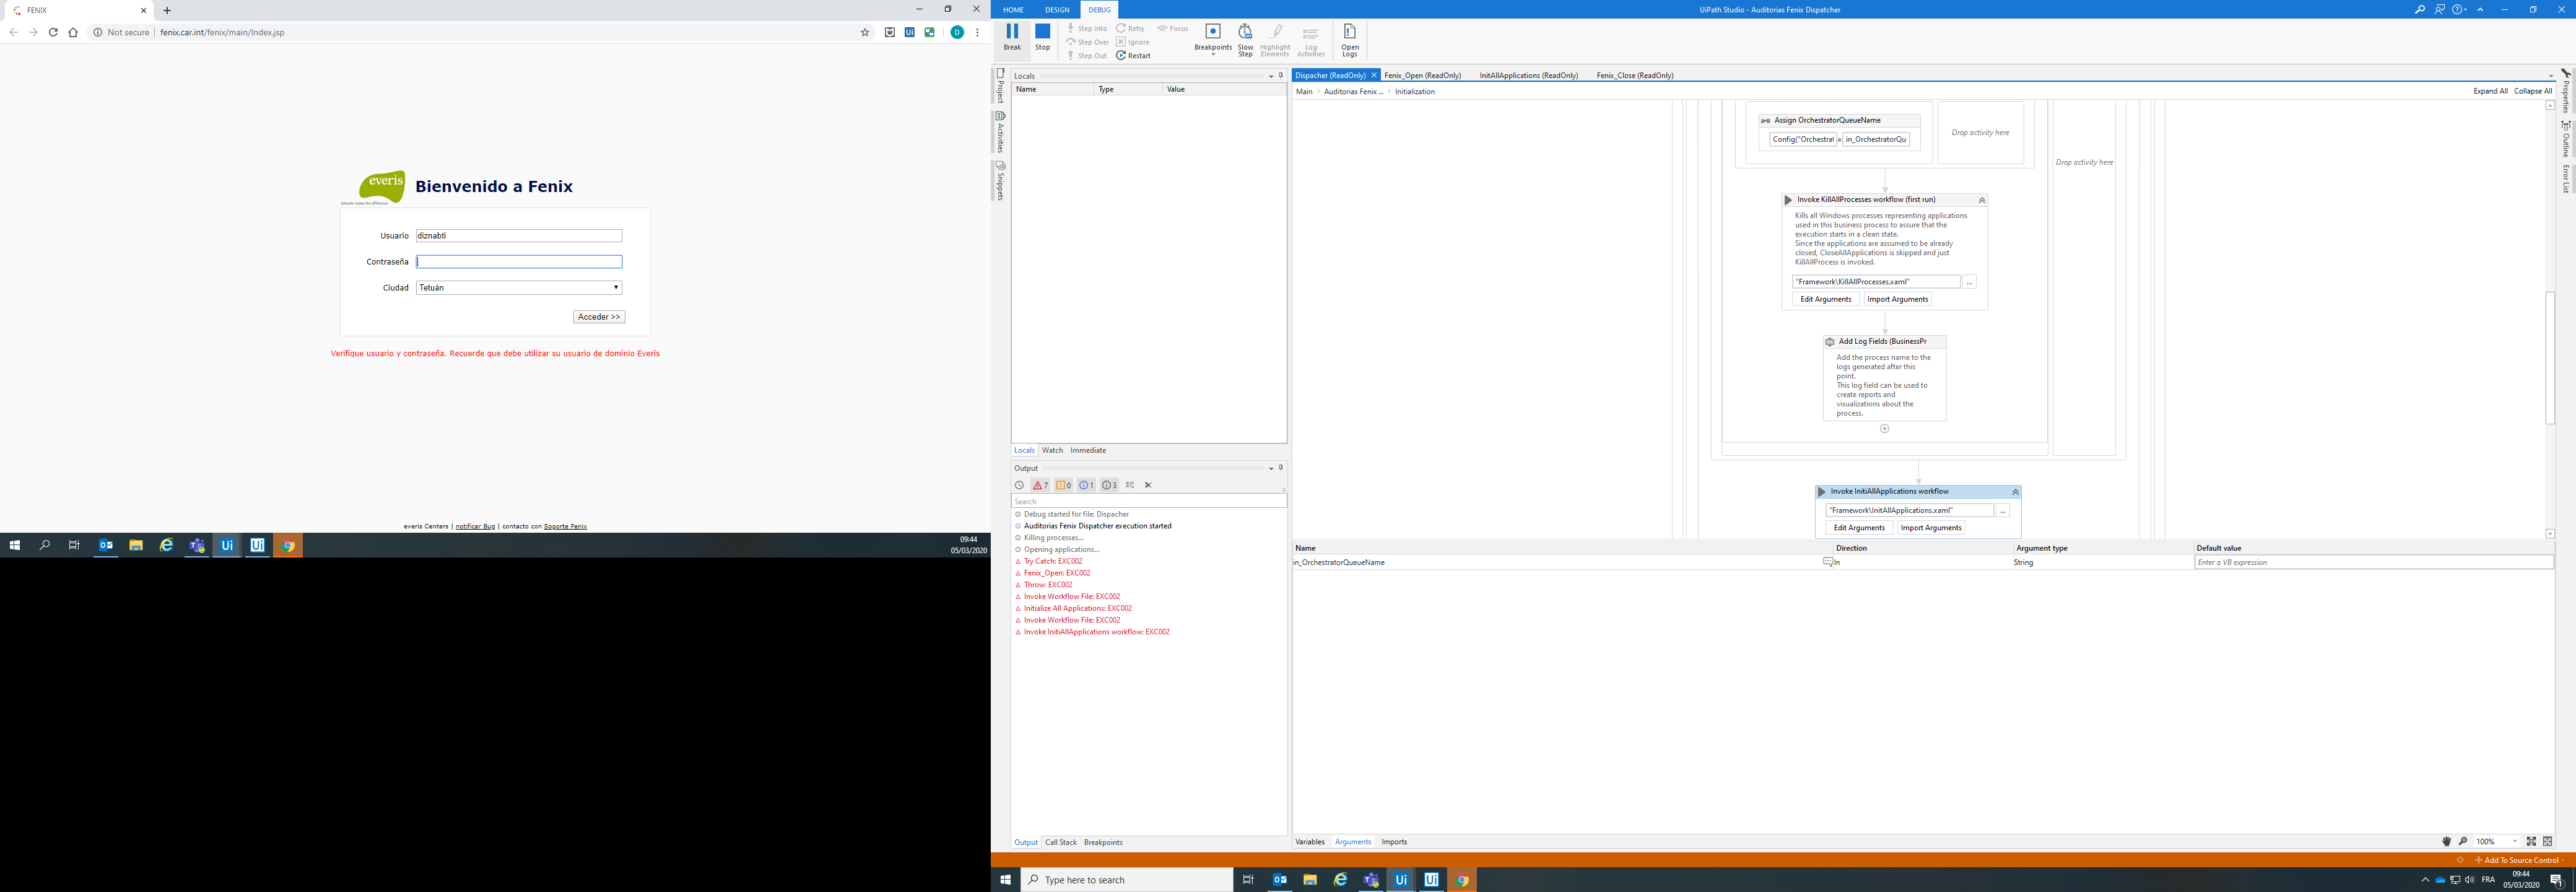 FENIX
Not secure | fenix.car.int/fenix/main/Index.jsp
everis
attitude makes the difference
Bienvenido a Fenix
Usuario diznabti
Contraseña
Ciudad Tetuán
Acceder >>
Verifique usuario y contraseña. Recuerde que debe utilizar su usuario de dominio Everis
everis Centers | notificar Bug | contacto con Soporte Fenix
09:44
05/03/2020
HOME DESIGN DEBUG
UiPath Studio - Auditorias Fenix Dispatcher
Break
Stop
Step Into
Step Over
Step Out
Retry
Ignore
Restart
Focus
Breakpoints
Slow Step
Highlight Elements
Log Activities
Open Logs
Project
Activities
Snippets
Locals
Name Type Value
Locals Watch Immediate
Output
7 0 1 3
Search
Debug started for file: Dispacher
Auditorias Fenix Dispatcher execution started
Killing processes...
Opening applications...
Try Catch: EXC002
Fenix_Open: EXC002
Throw: EXC002
Invoke Workflow File: EXC002
Initialize All Applications: EXC002
Invoke Workflow File: EXC002
Invoke InitiAllApplications workflow: EXC002
Output Call Stack Breakpoints
Dispacher (ReadOnly) Fenix_Open (ReadOnly) InitAllApplications (ReadOnly) Fenix_Close (ReadOnly)
Main > Auditorias Fenix ... > Initialization
Expand All Collapse All
A+B Assign OrchestratorQueueName
Config("Orchestrat = in_OrchestratorQu
Drop activity here
Drop activity here
Invoke KillAllProcesses workflow (first run)
Kills all Windows processes representing applications
used in this business process to assure that the
execution starts in a clean state.
Since the applications are assumed to be already
closed, CloseAllApplications is skipped and just
KillAllProcess is invoked.
"Framework\KillAllProcesses.xaml" ...
Edit Arguments Import Arguments
Add Log Fields (BusinessPr
Add the process name to the
logs generated after this
point.
This log field can be used to
create reports and
visualizations about the
process.
Invoke InitiAllApplications workflow
"Framework\InitAllApplications.xaml" ...
Edit Arguments Import Arguments
Name Direction Argument type Default value
in_OrchestratorQueueName In String Enter a VB expression
Variables Arguments Imports
100%
Properties
Outline
Error List
Add To Source Control
Type here to search
FRA
09:44
05/03/2020